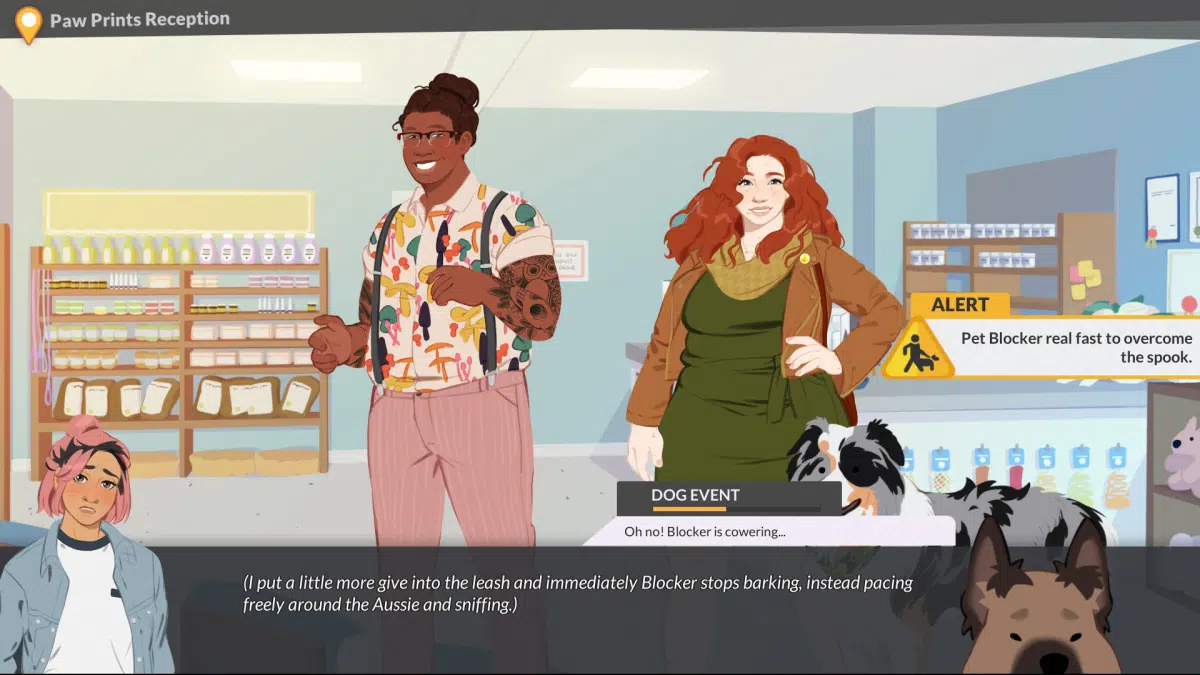 Paw Prints Reception
ALERT
Pet Blocker real fast to overcome
the spook.
DOG EVENT
Oh no! Blocker is cowering...
(I put a little more give into the leash and immediately Blocker stops barking, instead pacing
freely around the Aussie and sniffing.)